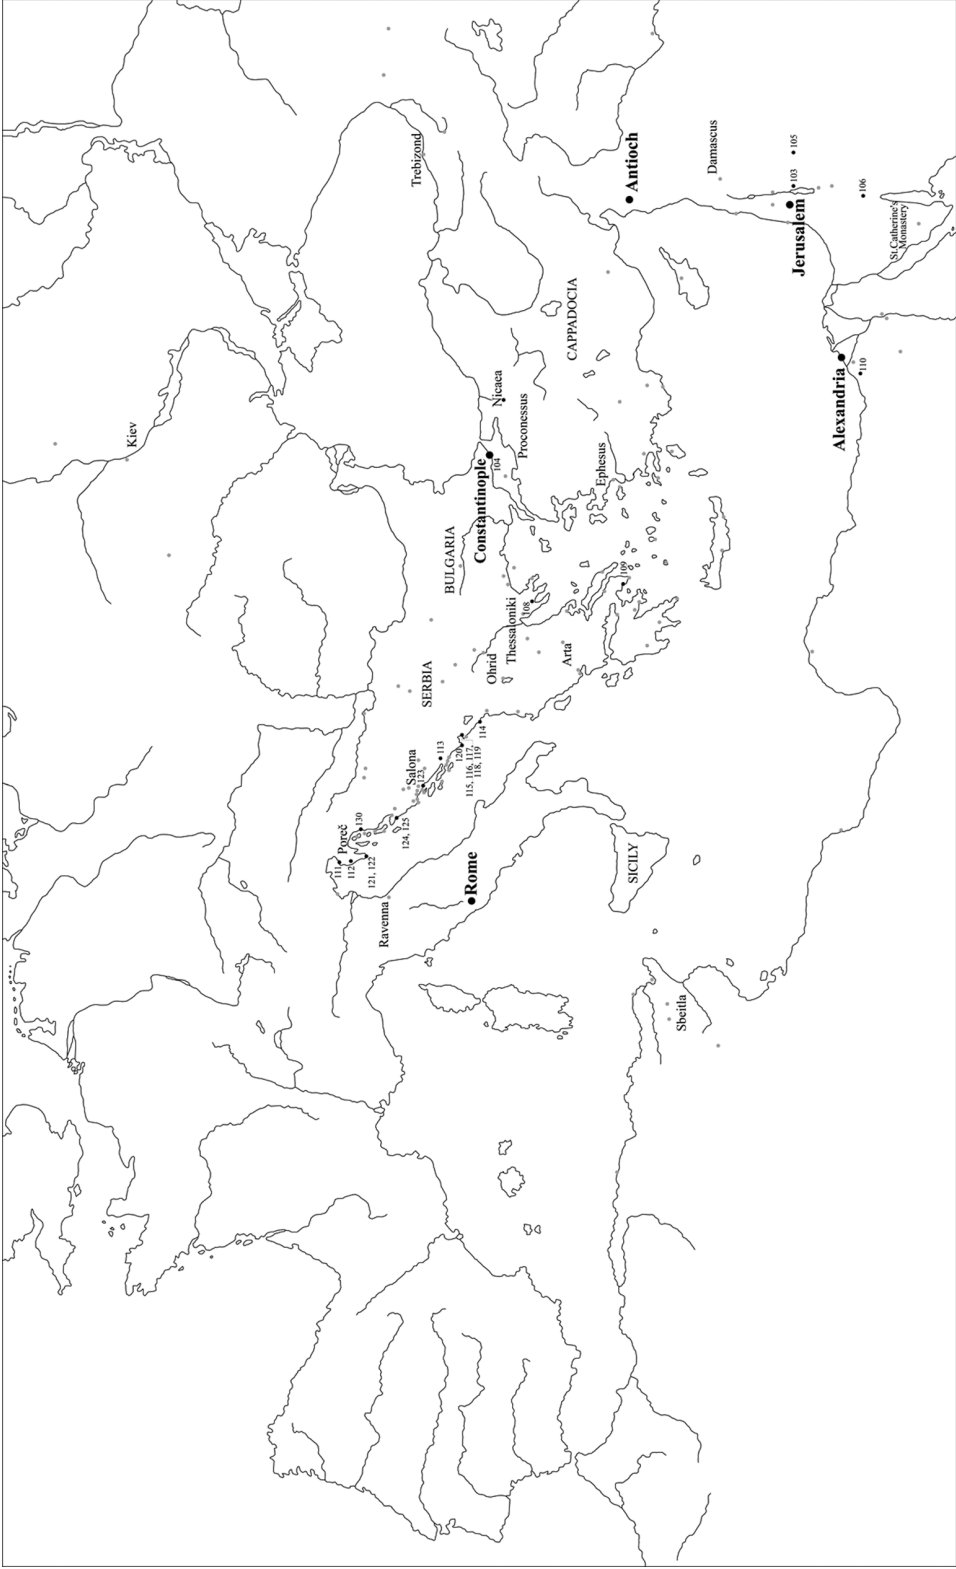 Kiev
Trebizond
BULGARIA
Constantinople
104
Nicaea
Proconessus
CAPPADOCIA
Antioch
Damascus
105
103
Jerusalem
106
St.Catherine's
Monastery
Alexandria
110
Ephesus
SERBIA
Ohrid
Thessaloniki
108
109
Arta
Salona
123
113
120
114
115, 116, 117,
118, 119
Poreč
130
111
112
121, 122
124, 125
Ravenna
Rome
SICILY
Sbeitla